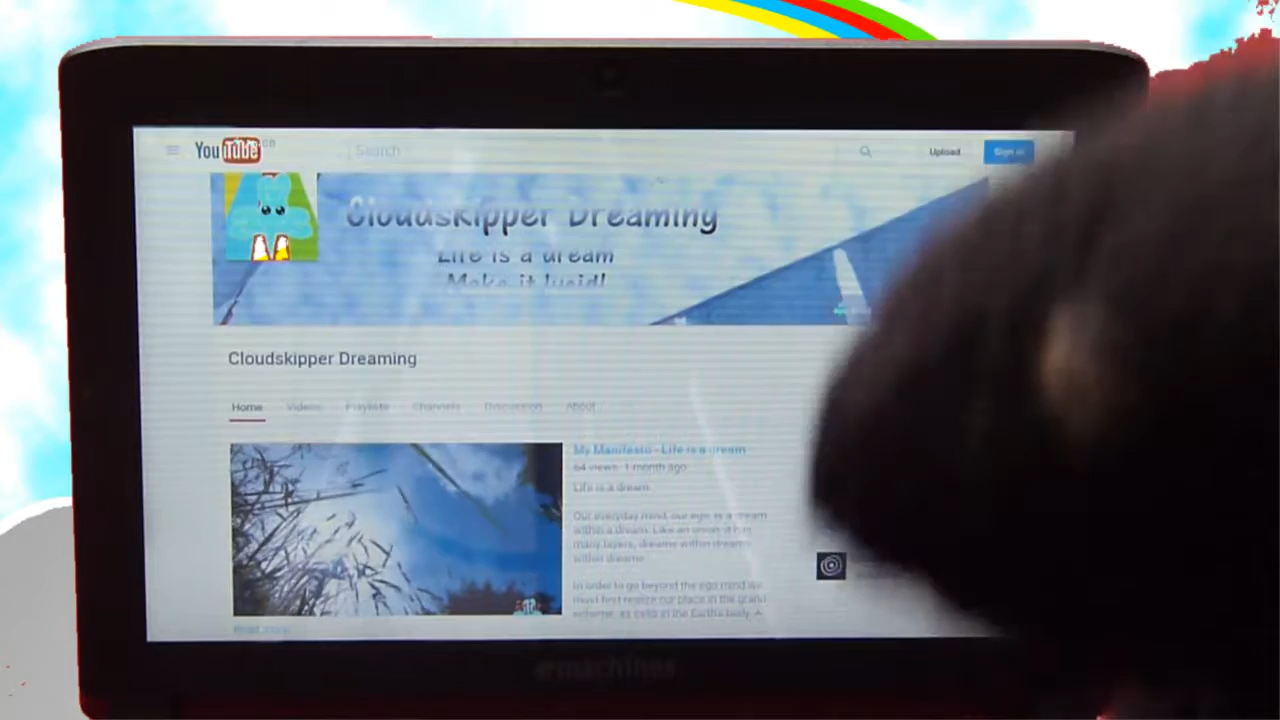 YouTube
Search
Upload
Sign in
Cloudskipper Dreaming
Life is a dream
Make it lucid!
Cloudskipper Dreaming
Home Videos Playlists Channels Discussion About
My Manifesto - Life is a dream
64 views · 1 month ago
Life is a dream.
Our everyday mind, our ego, is a dream
within a dream. Like an onion, it has
many layers, dreams within dreams
within dreams.
In order to go beyond the ego mind we
must first realize our place in the grand
scheme, as cells in the Earth's body. A
Read more
emachines